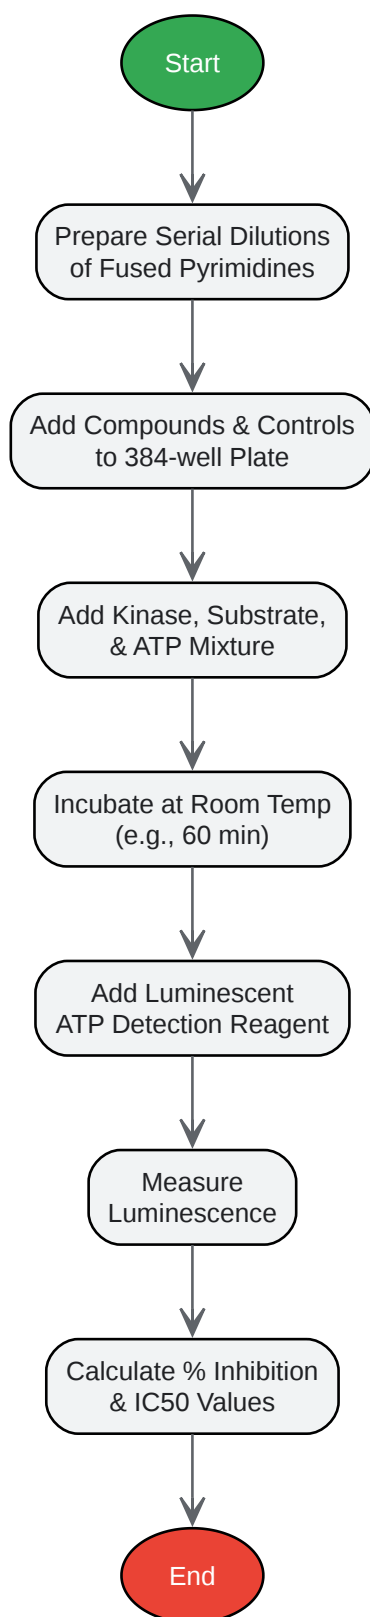 Start
Prepare Serial Dilutions
of Fused Pyrimidines
Add Compounds & Controls
to 384-well Plate
Add Kinase, Substrate,
& ATP Mixture
Incubate at Room Temp
(e.g., 60 min)
Add Luminescent
ATP Detection Reagent
Measure
Luminescence
Calculate % Inhibition
& IC50 Values
End